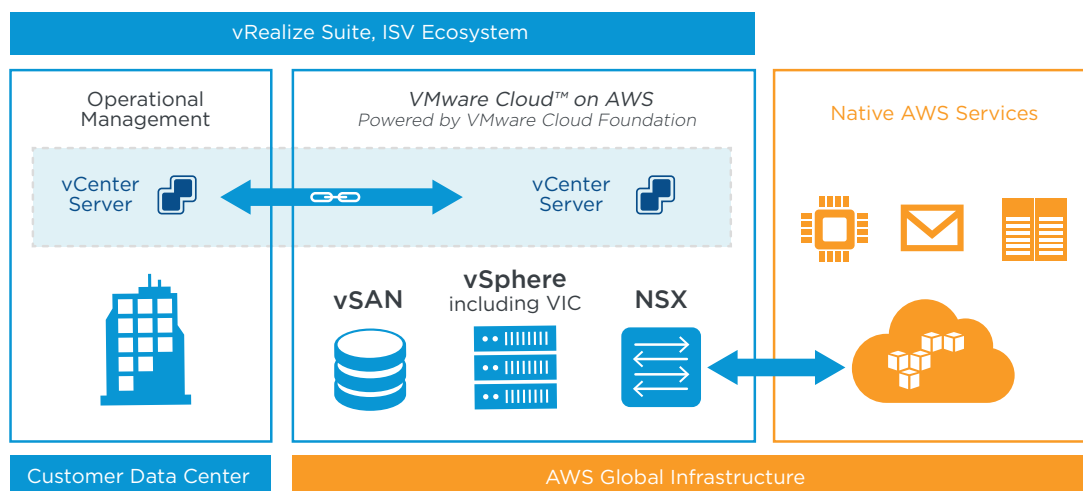 vRealize Suite, ISV Ecosystem
Operational
Management
VMware Cloud™ on AWS
Powered by VMware Cloud Foundation
Native AWS Services
vCenter
Server
vCenter
Server
vSAN
vSphere
including VIC
NSX
Customer Data Center
AWS Global Infrastructure